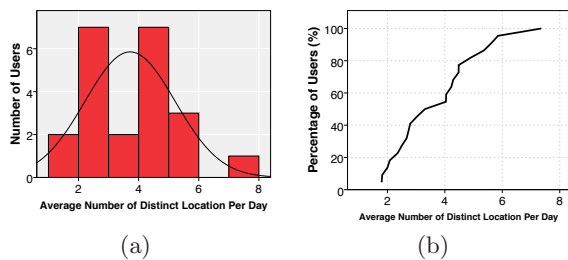 Number of Users
6
4
2
0
2 4 6 8
Average Number of Distinct Location Per Day
(a)
Percentage of Users (%)
100%
80
60
40
20
0
2 4 6 8
Average Number of Distinct Location Per Day
(b)